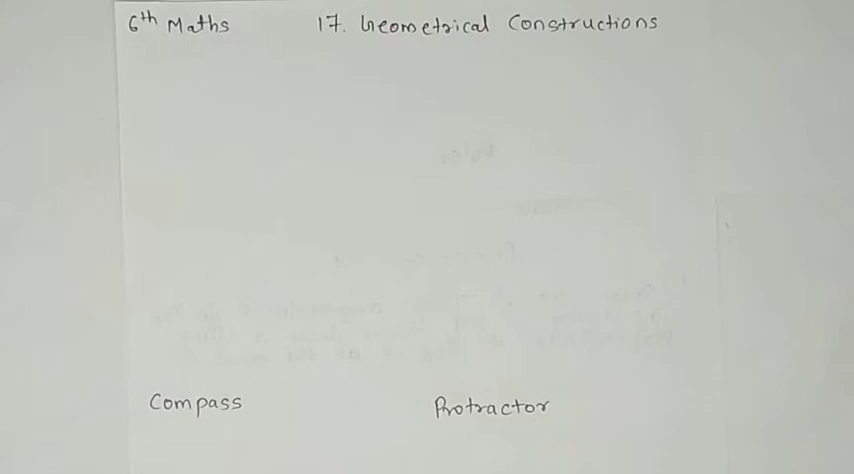 6th Maths 17. Geometrical Constructions
Compass Protractor